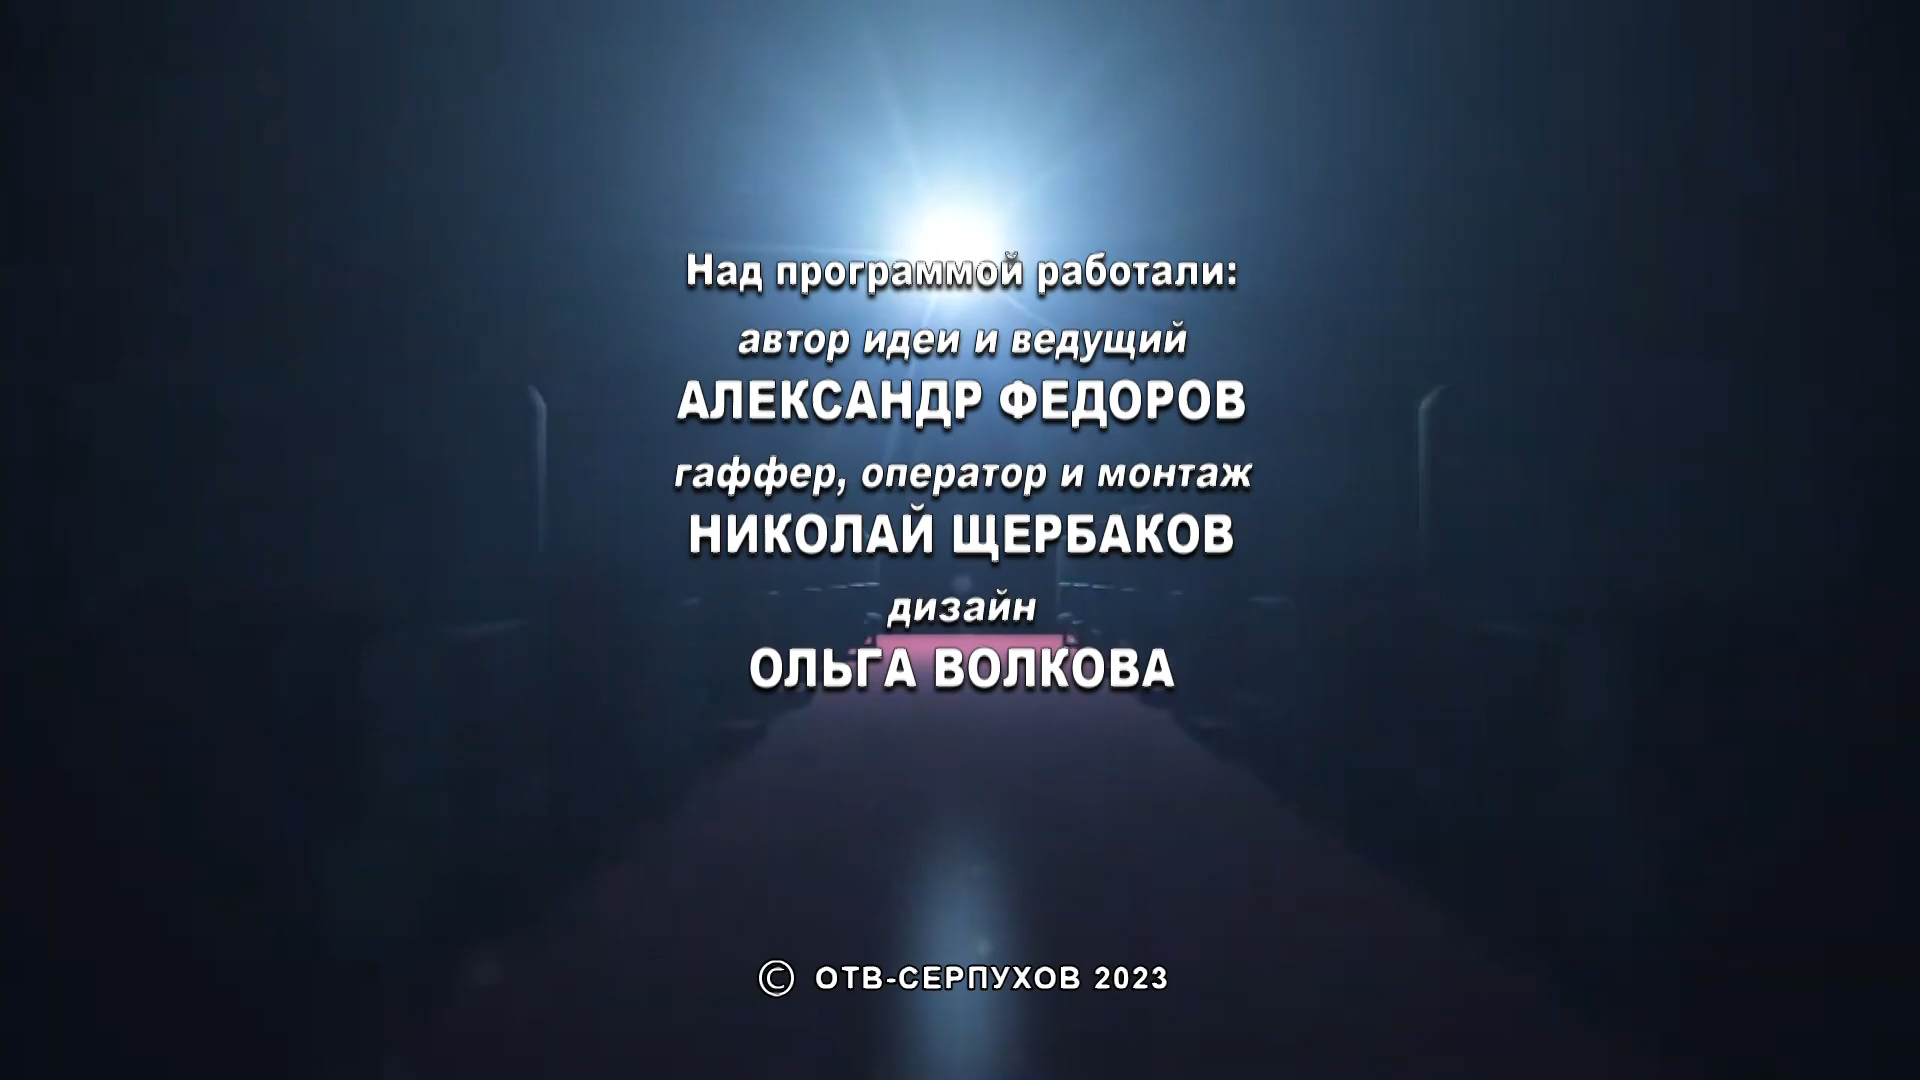 Над программой работали:
автор идеи и ведущий
АЛЕКСАНДР ФЕДОРОВ
гаффер, оператор и монтаж
НИКОЛАЙ ЩЕРБАКОВ
дизайн
ОЛЬГА ВОЛКОВА
© ОТВ-СЕРПУХОВ 2023